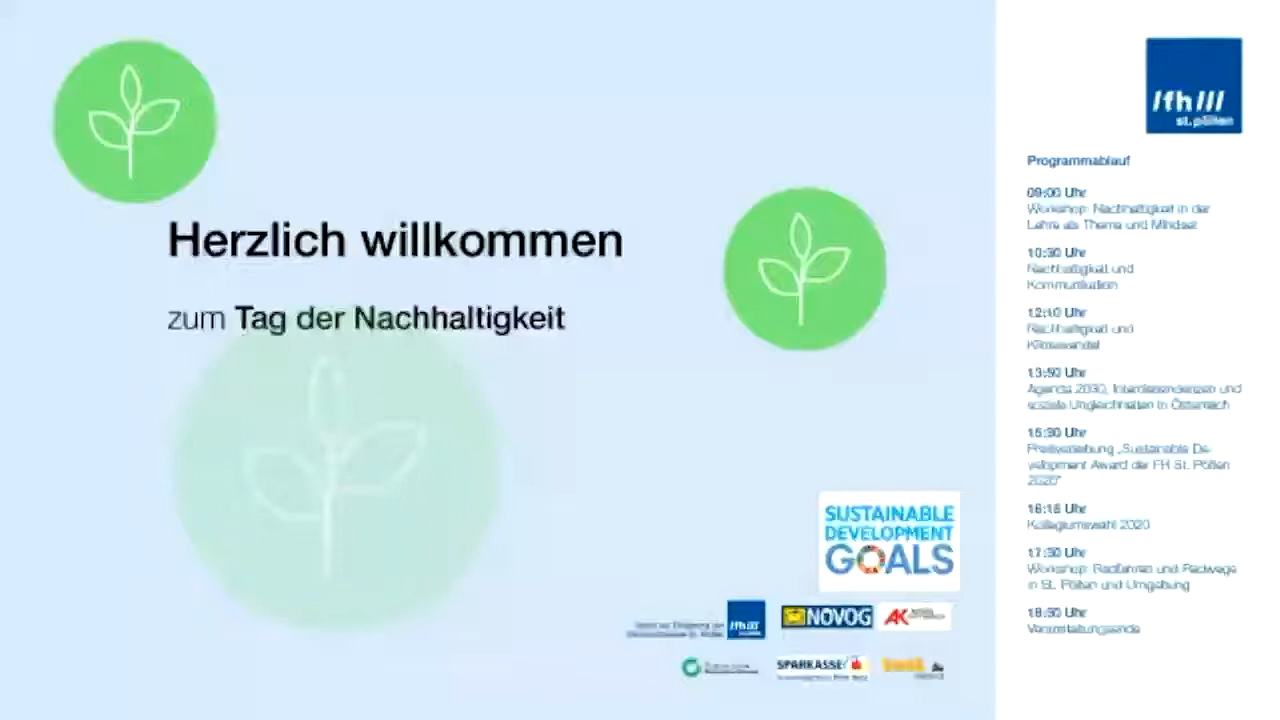 /fh///
st.pölten
Herzlich willkommen
zum Tag der Nachhaltigkeit
Programmablauf
09:00 Uhr
Workshop: Nachhaltigkeit in der
Lehre als Thema und Mindset
10:30 Uhr
Nachhaltigkeit und
Kommunikation
12:10 Uhr
Nachhaltigkeit und
Klimawandel
13:50 Uhr
Agenda 2030, Interdependenzen und
soziale Ungleichheiten in Österreich
15:30 Uhr
Preisverleihung „Sustainable De-
velopment Award der FH St. Pölten
2020“
16:15 Uhr
Kollegiumswahl 2020
17:30 Uhr
Workshop: Radfahren und Radwege
in St. Pölten und Umgebung
18:30 Uhr
Veranstaltungsende
SUSTAINABLE
DEVELOPMENT
GOALS
/fh///
NOVOG
AK
SPARKASSE